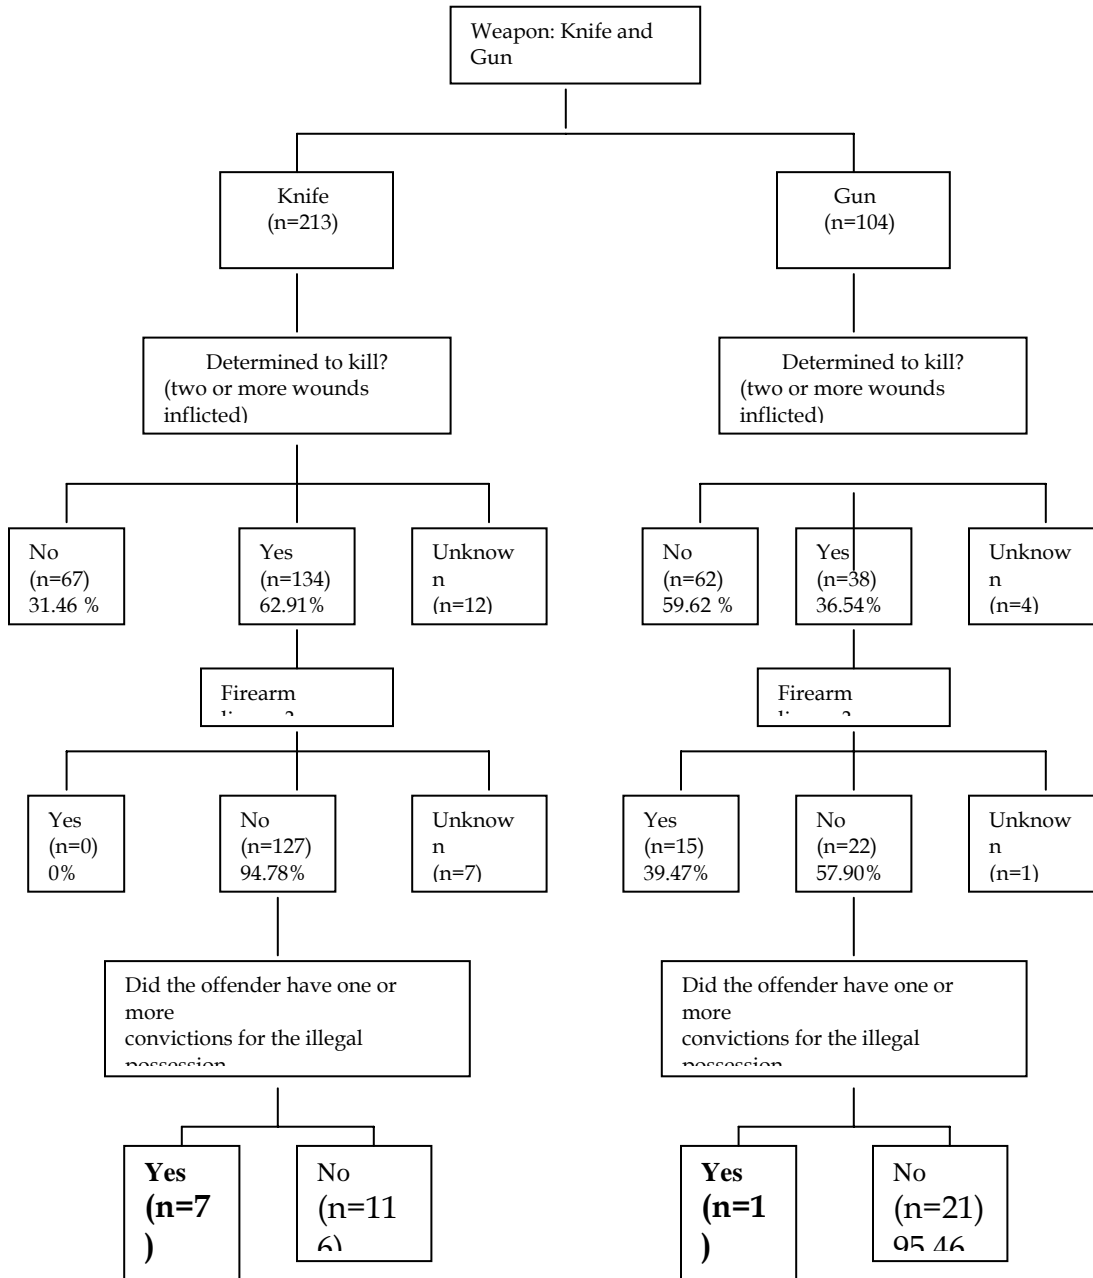 Weapon: Knife and
Gun
Knife
(n=213)
Gun
(n=104)
Determined to kill?
(two or more wounds
inflicted)
Determined to kill?
(two or more wounds
inflicted)
No
(n=67)
31.46 %
Yes
(n=134)
62.91%
Unknow
n
(n=12)
No
(n=62)
59.62 %
Yes
(n=38)
36.54%
Unknow
n
(n=4)
Firearm
Firearm
Yes
(n=0)
0%
No
(n=127)
94.78%
Unknow
n
(n=7)
Yes
(n=15)
39.47%
No
(n=22)
57.90%
Unknow
n
(n=1)
Did the offender have one or
more
convictions for the illegal
possession
Did the offender have one or
more
convictions for the illegal
possession
Yes
(n=7
)
No
(n=11
6)
Yes
(n=1
)
No
(n=21)
95.46